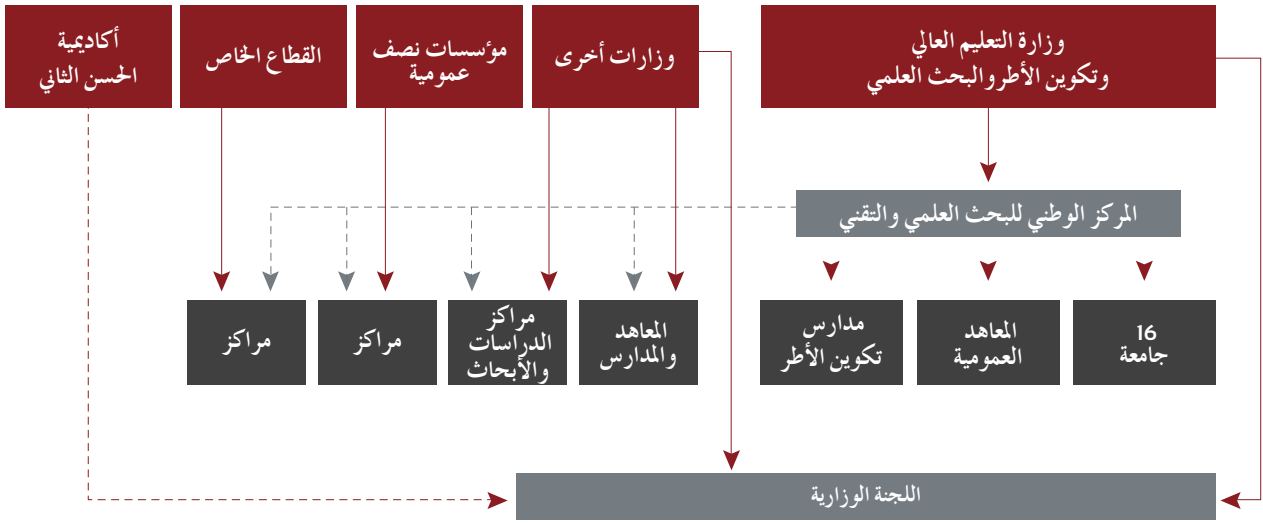 وزارة التعليم العالي
وتكوين الأطر والبحث العلمي
وزارات أخرى
مؤسسات نصف
عمومية
القطاع الخاص
أكاديمية
الحسن الثاني
المركز الوطني للبحث العلمي والتقني
16
جامعة
المعاهد
العمومية
مدارس
تكوين الأطر
المعاهد
والمدارس
مراكز
الدراسات
والأبحاث
مراكز
مراكز
اللجنة الوزارية